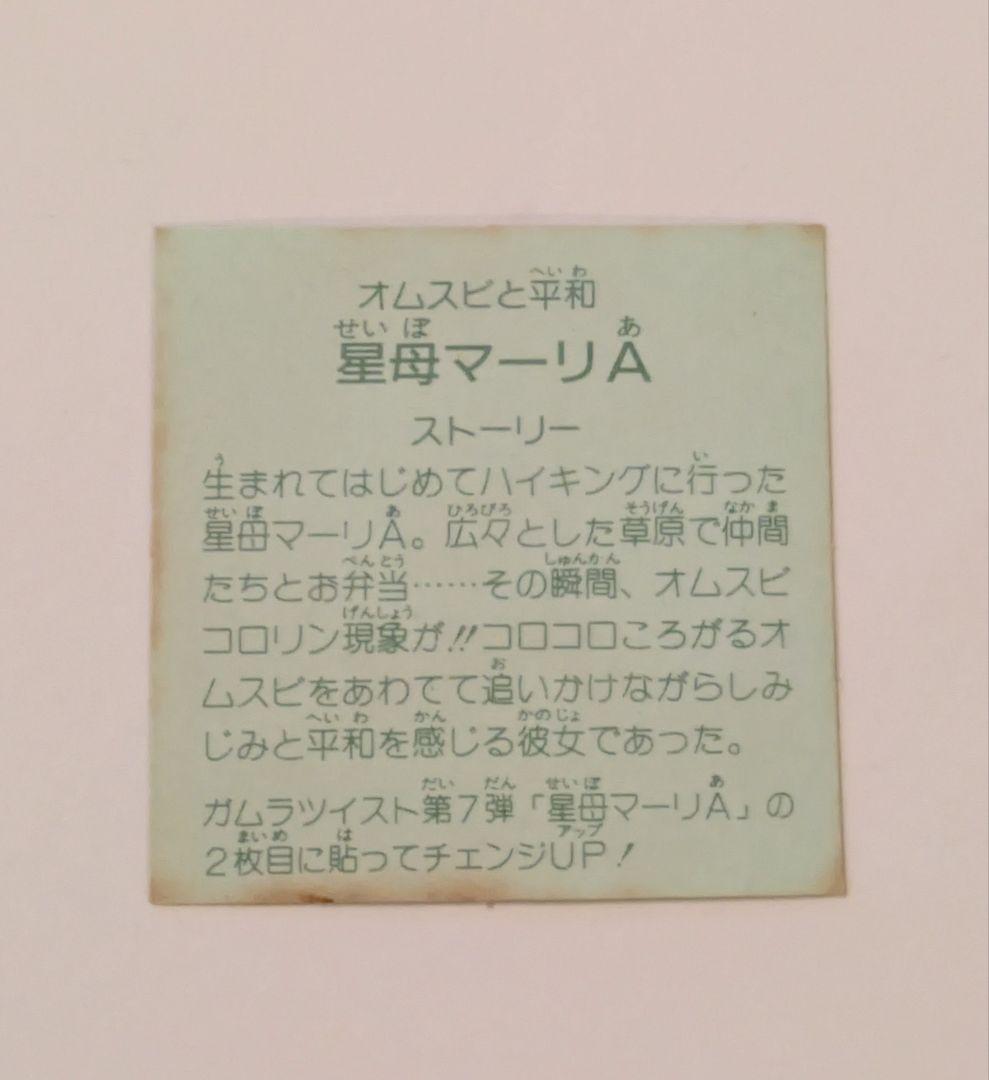 オムスビと平和
星母マーリA
ストーリー
生まれてはじめてハイキングに行った
星母マーリA。広々とした草原で仲間
たちとお弁当……その瞬間、オムスビ
コロリン現象が!!コロコロころがるオ
ムスビをあわてて追いかけながらしみ
じみと平和を感じる彼女であった。
ガムラツイスト第7弾「星母マーリA」の
2枚目に貼ってチェンジUP!